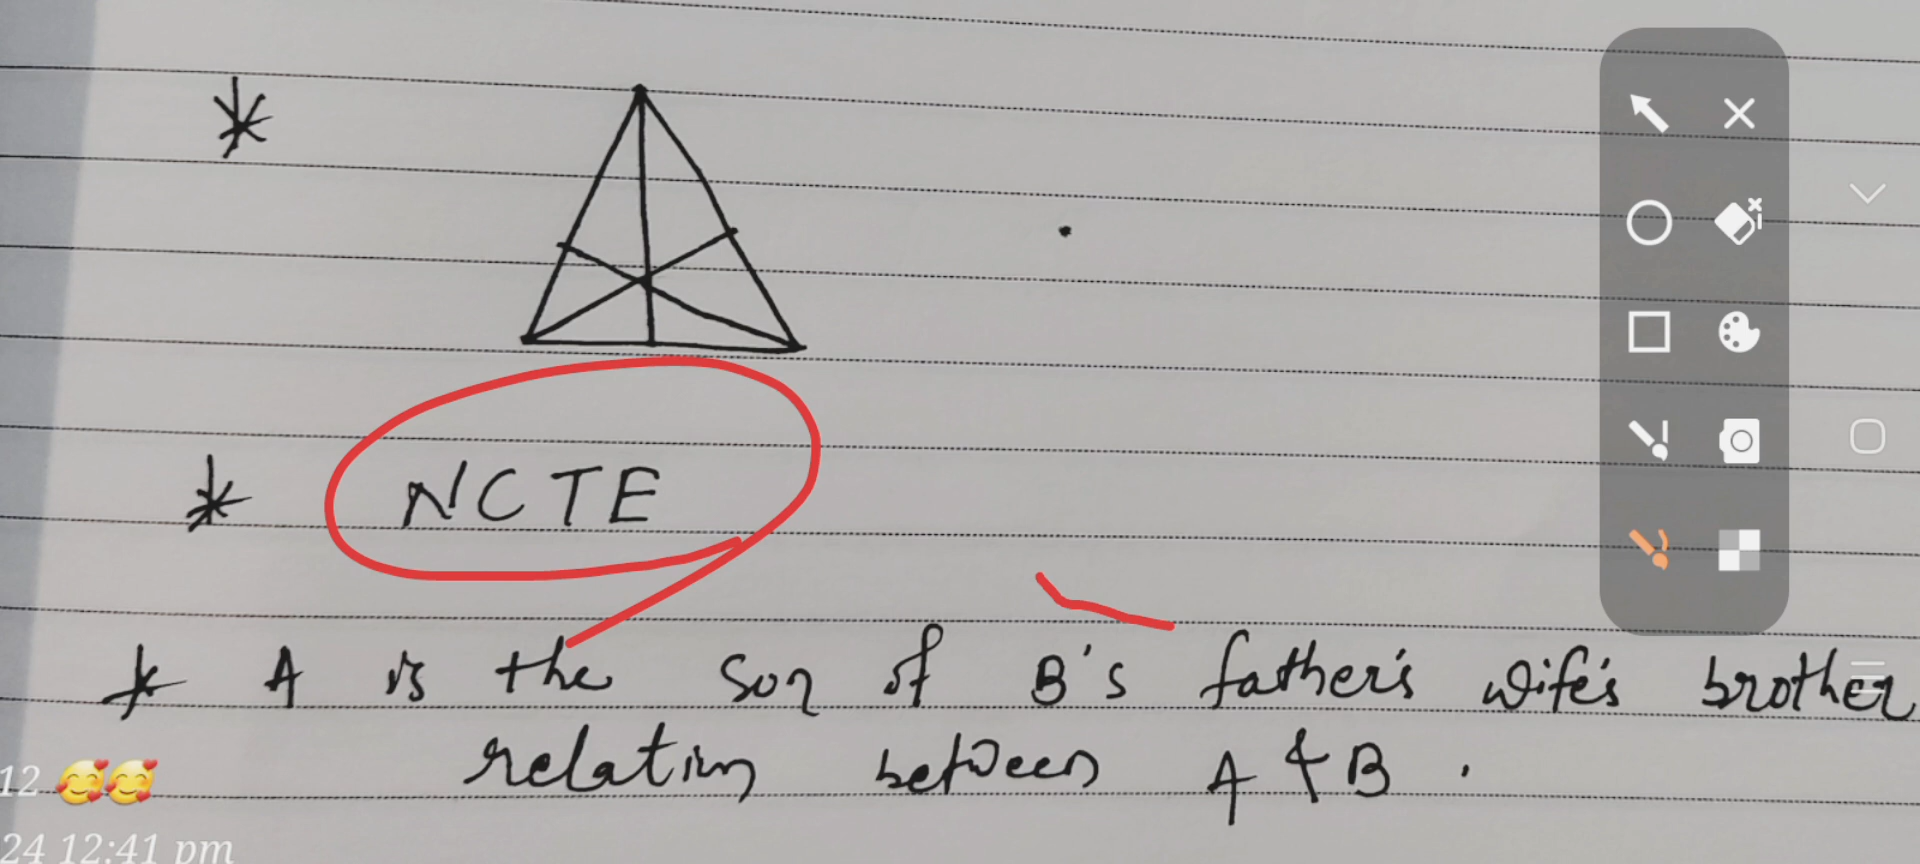 * NCTE
* A is the son of B's father's wife's brother
relation between A & B.
12 🥰🥰
24 12:41 pm